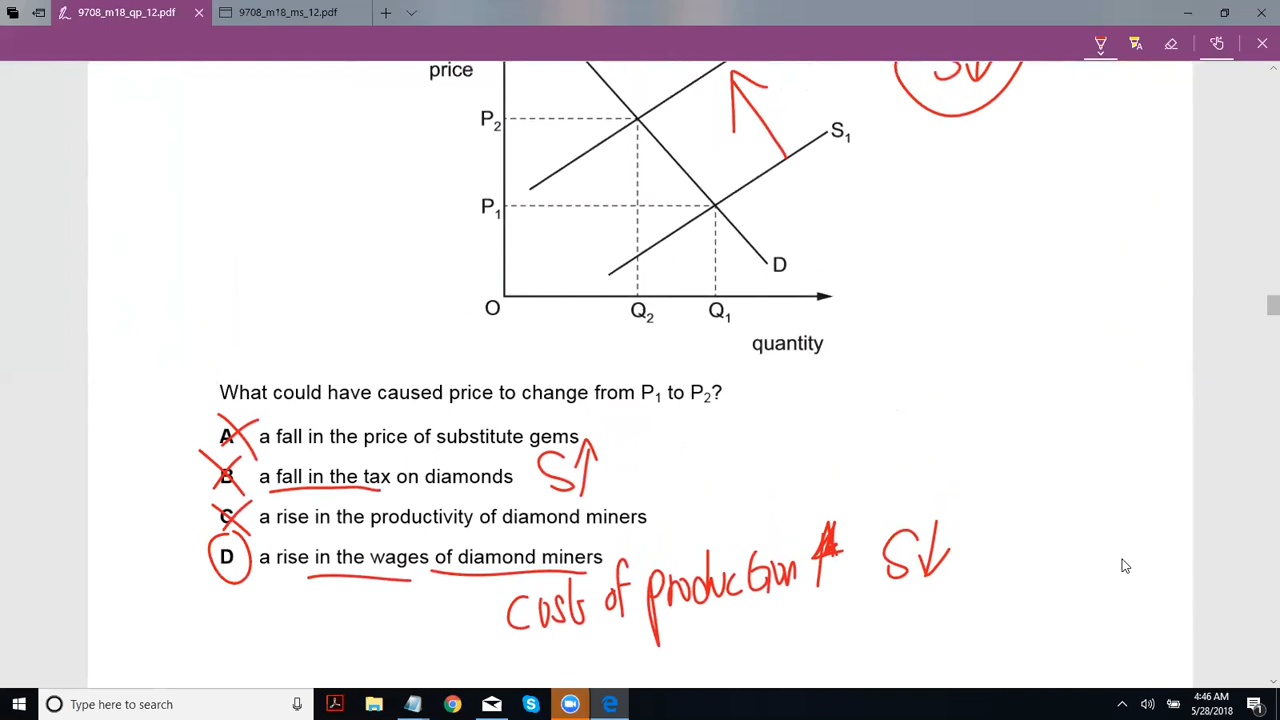 9708_m18_qp_12.pdf
9708_m18_ms_12.pdf
price
S↓
P2
S1
P1
D
O
Q2
Q1
quantity
What could have caused price to change from P1 to P2?
A a fall in the price of substitute gems
B a fall in the tax on diamonds S↑
C a rise in the productivity of diamond miners
D a rise in the wages of diamond miners
costs of production ↑ S↓
Type here to search
4:46 AM
5/28/2018